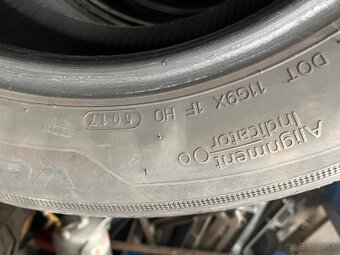 DOT 11G9X 1F H0 5017
Alignment
Indicator